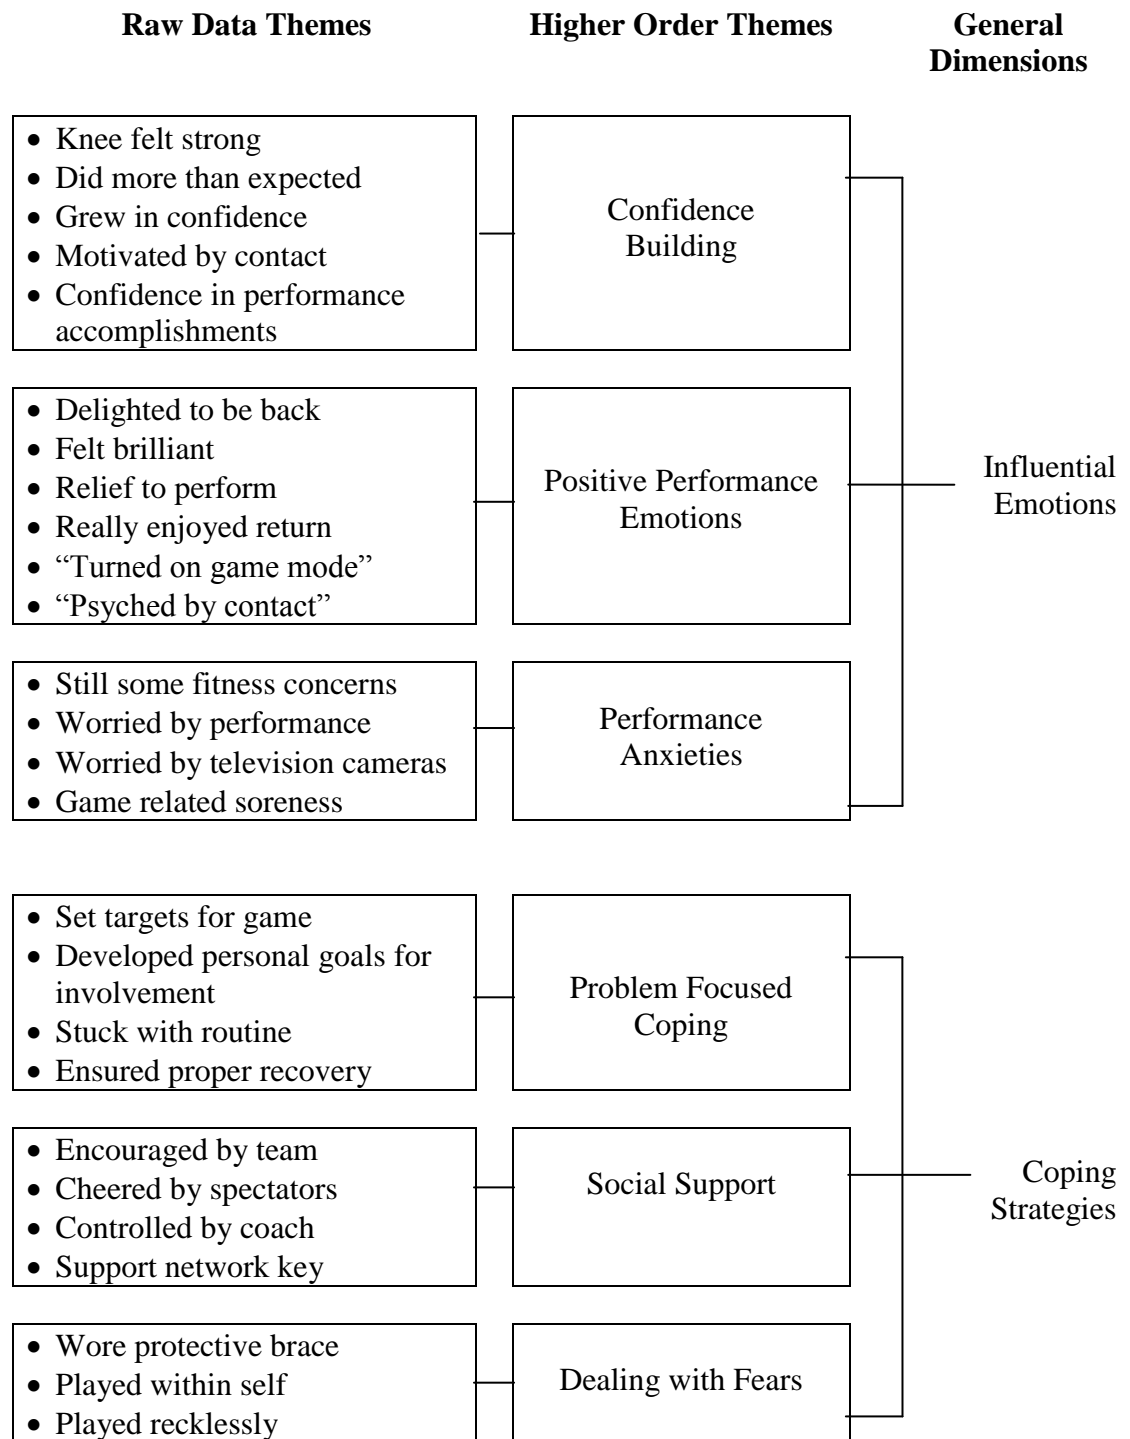 Raw Data Themes
Higher Order Themes
General
Dimensions
• Knee felt strong
• Did more than expected
• Grew in confidence
• Motivated by contact
• Confidence in performance
accomplishments
Confidence
Building
• Delighted to be back
• Felt brilliant
• Relief to perform
• Really enjoyed return
• “Turned on game mode”
• “Psyched by contact”
Positive Performance
Emotions
Influential
Emotions
• Still some fitness concerns
• Worried by performance
• Worried by television cameras
• Game related soreness
Performance
Anxieties
• Set targets for game
• Developed personal goals for
involvement
• Stuck with routine
• Ensured proper recovery
Problem Focused
Coping
• Encouraged by team
• Cheered by spectators
• Controlled by coach
• Support network key
Social Support
Coping
Strategies
• Wore protective brace
• Played within self
• Played recklessly
Dealing with Fears